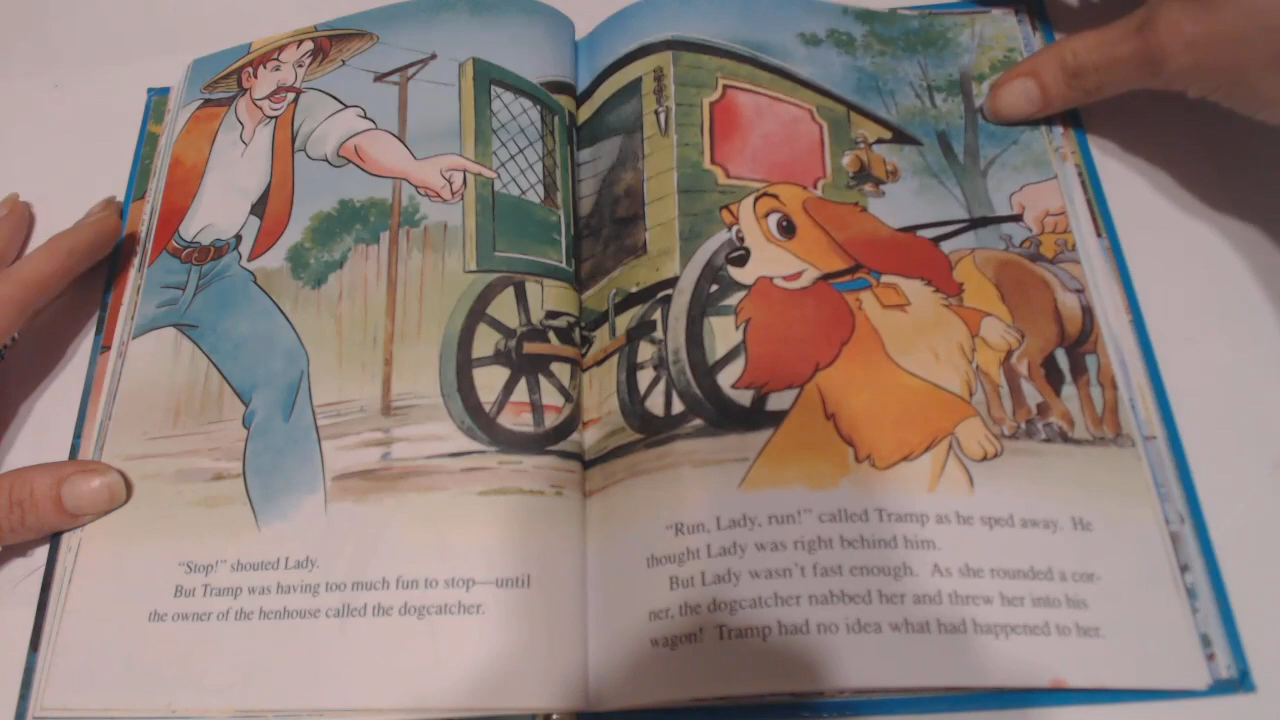 “Stop!” shouted Lady.
But Tramp was having too much fun to stop—until
the owner of the henhouse called the dogcatcher.
“Run, Lady, run!” called Tramp as he sped away. He
thought Lady was right behind him.
But Lady wasn’t fast enough. As she rounded a cor-
ner, the dogcatcher nabbed her and threw her into his
wagon! Tramp had no idea what had happened to her.